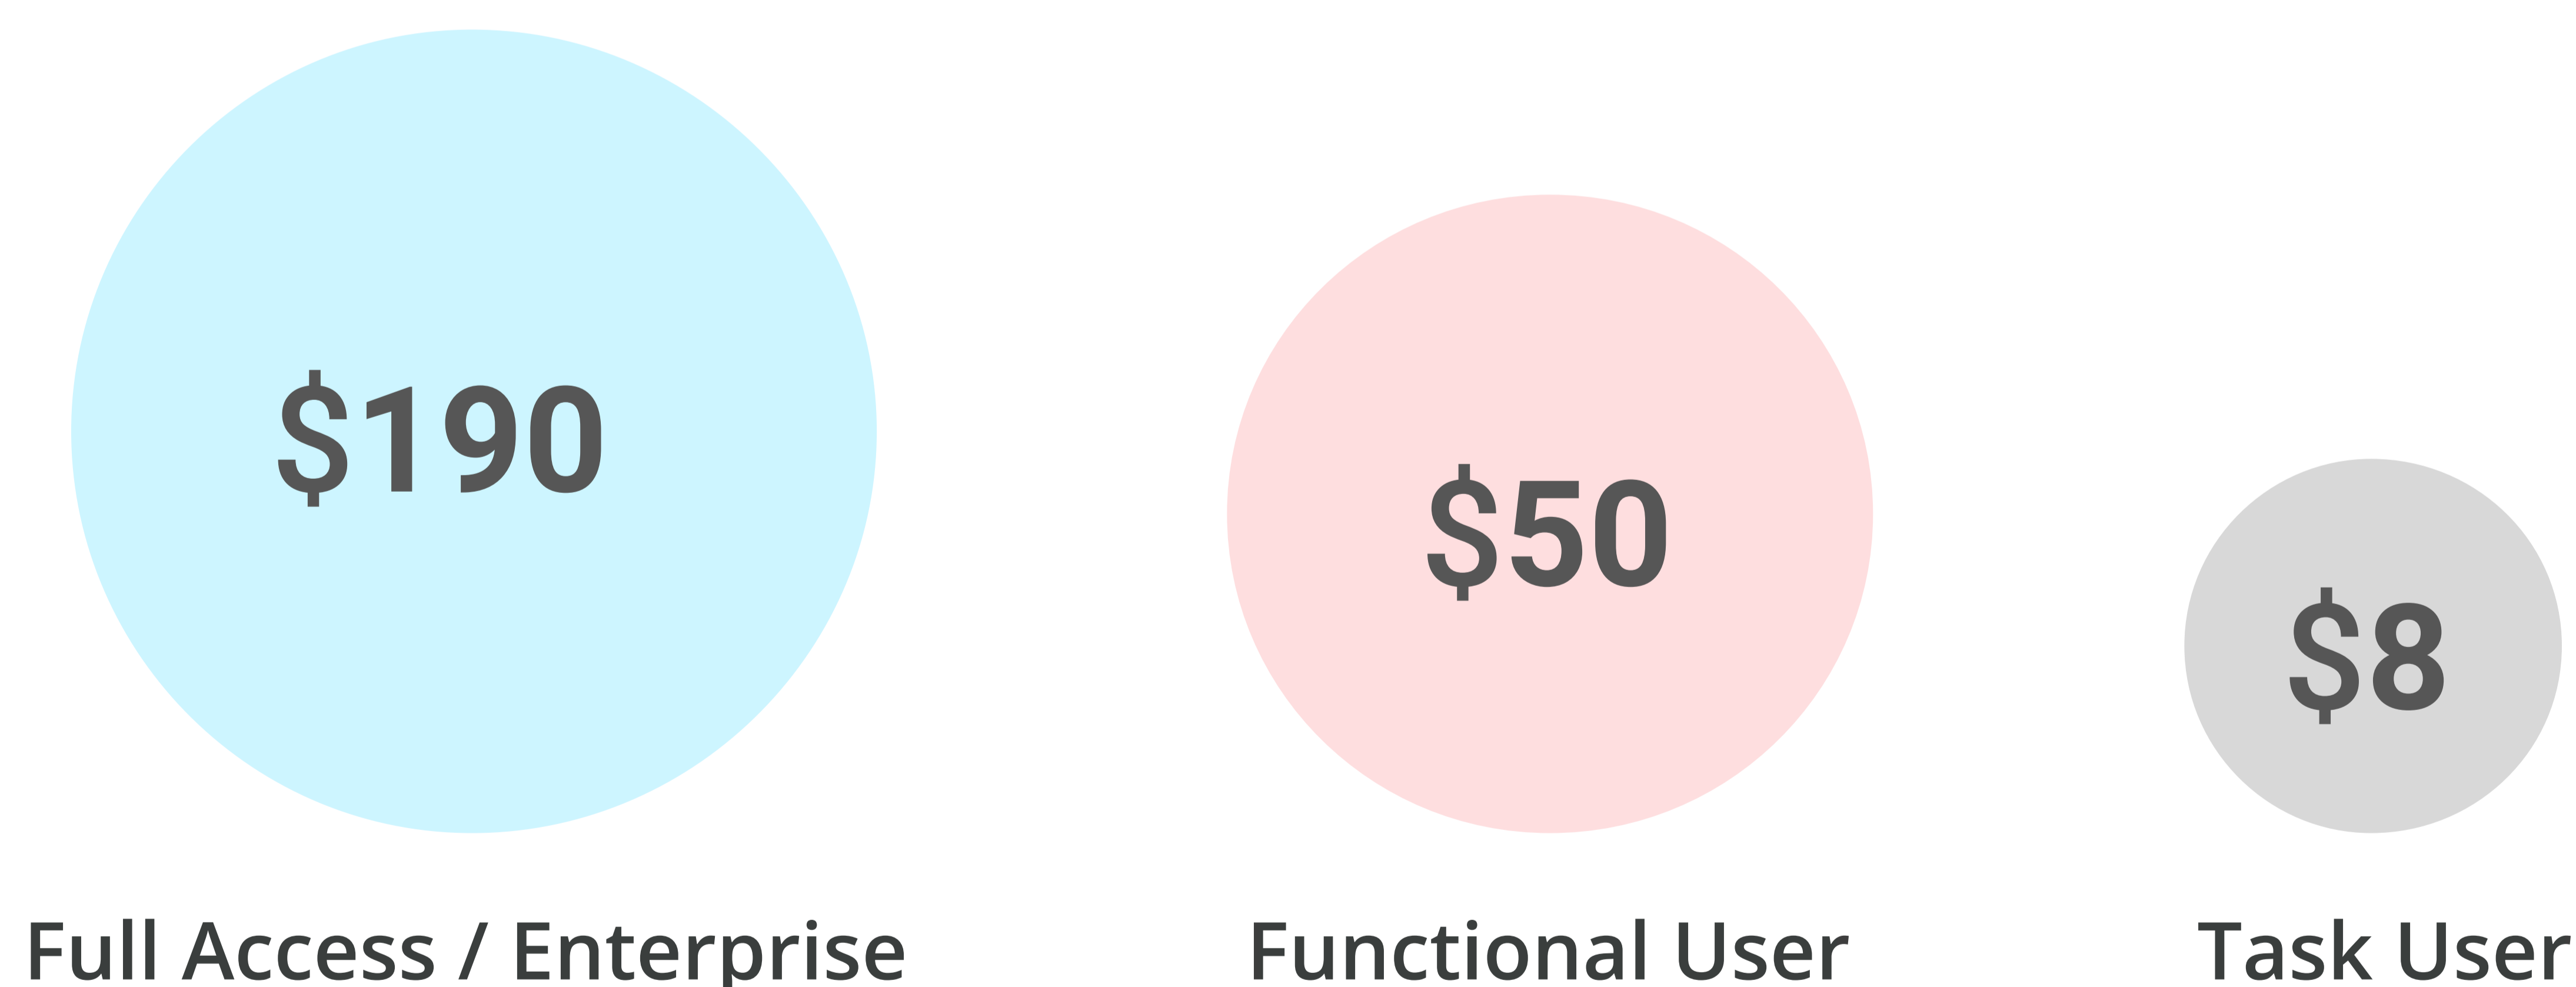 $190
$50
$8
Full Access / Enterprise
Functional User
Task User